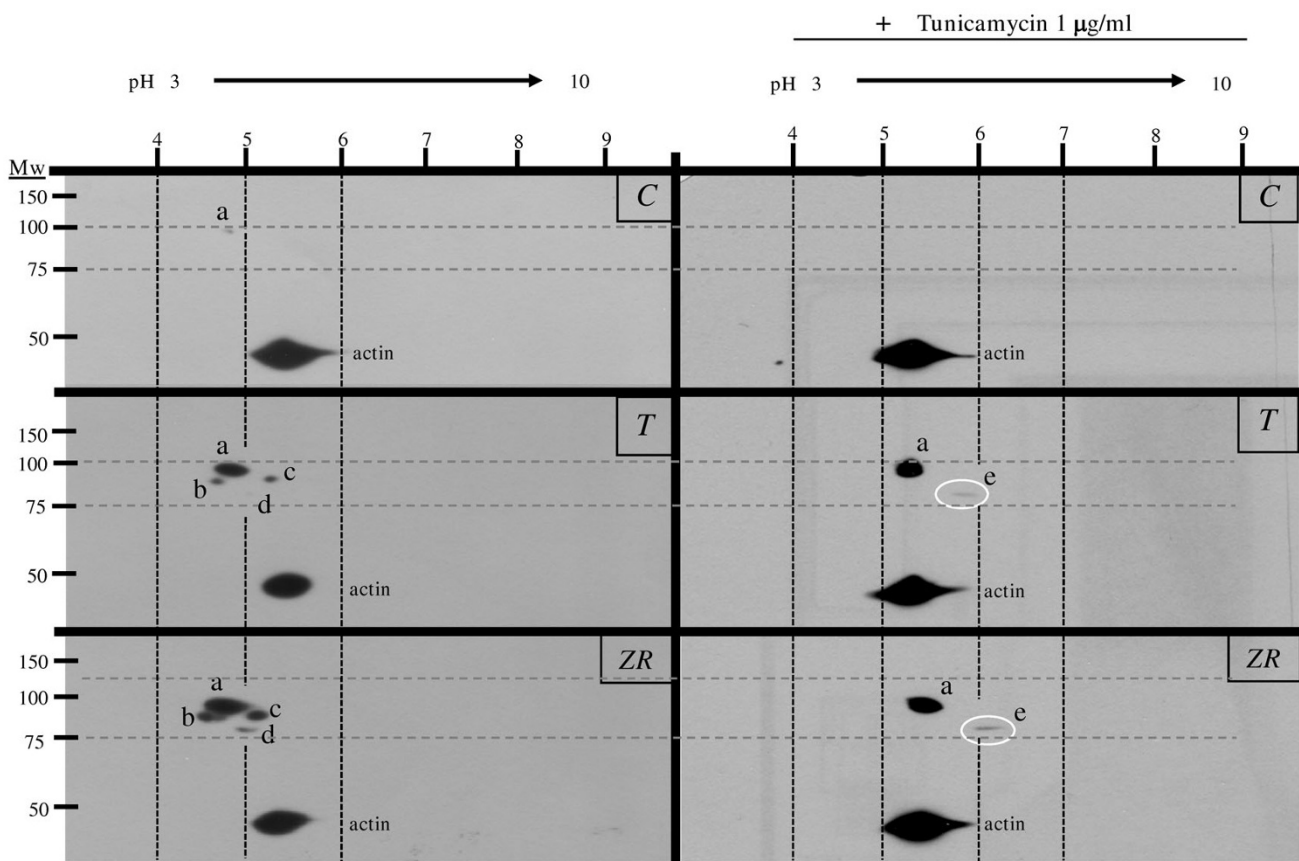 + Tunicamycin 1 µg/ml
pH 3 10 pH 3 10
4 5 6 7 8 9 4 5 6 7 8 9
Mw
150 C C
a
100
75
50
actin actin
T T
150
a a
100
c
b e
d
75
50
actin actin
ZR ZR
150
a a
100
b c e
d
75
50
actin actin